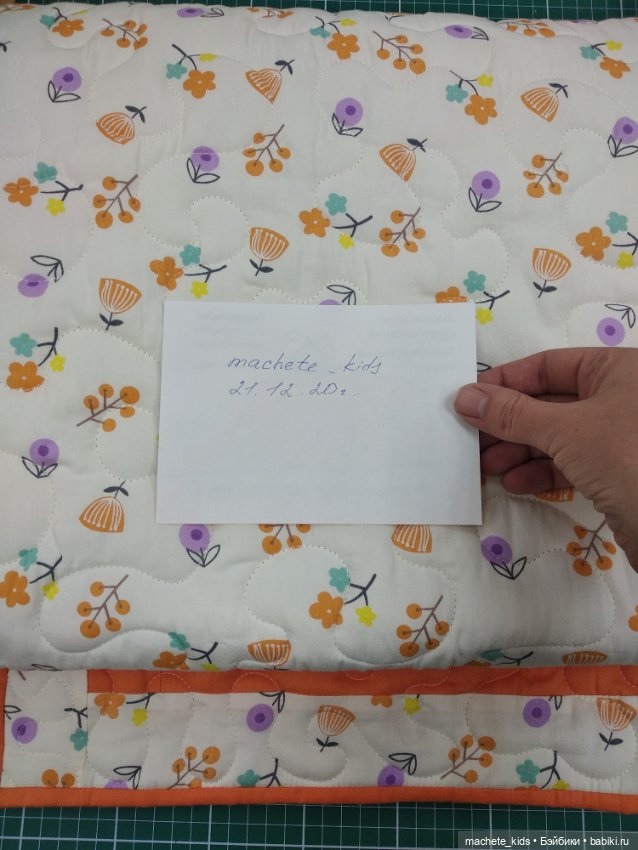 machete_kids
21.12.20г.
machete_kids • Бэйбики • babiki.ru